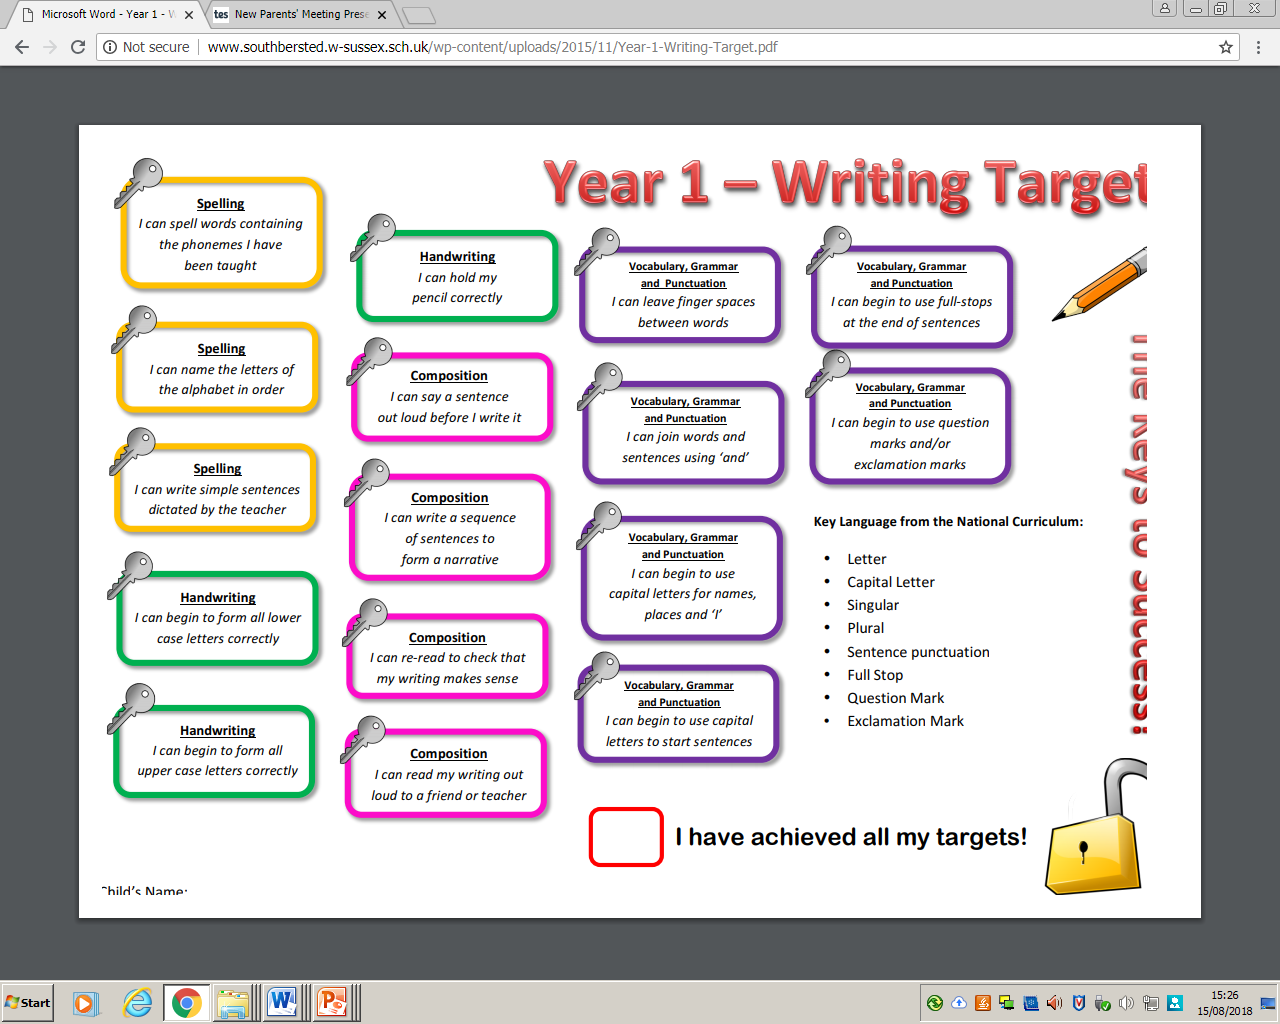 Microsoft Word - Year 1 - W
tes New Parents' Meeting Prese
Not secure www.southbersted.w-sussex.sch.uk/wp-content/uploads/2015/11/Year-1-Writing-Target.pdf
Year 1 – Writing Target
Spelling
I can spell words containing
the phonemes I have
been taught
Spelling
I can name the letters of
the alphabet in order
Spelling
I can write simple sentences
dictated by the teacher
Handwriting
I can begin to form all lower
case letters correctly
Handwriting
I can begin to form all
upper case letters correctly
Handwriting
I can hold my
pencil correctly
Composition
I can say a sentence
out loud before I write it
Composition
I can write a sequence
of sentences to
form a narrative
Composition
I can re-read to check that
my writing makes sense
Composition
I can read my writing out
loud to a friend or teacher
Vocabulary, Grammar
and Punctuation
I can leave finger spaces
between words
Vocabulary, Grammar
and Punctuation
I can join words and
sentences using ‘and’
Vocabulary, Grammar
and Punctuation
I can begin to use
capital letters for names,
places and ‘I’
Vocabulary, Grammar
and Punctuation
I can begin to use capital
letters to start sentences
Vocabulary, Grammar
and Punctuation
I can begin to use full-stops
at the end of sentences
Vocabulary, Grammar
and Punctuation
I can begin to use question
marks and/or
exclamation marks
Key Language from the National Curriculum:
• Letter
• Capital Letter
• Singular
• Plural
• Sentence punctuation
• Full Stop
• Question Mark
• Exclamation Mark
The Keys to Success!
I have achieved all my targets!
Child’s Name:
Start
15:26
15/08/2018